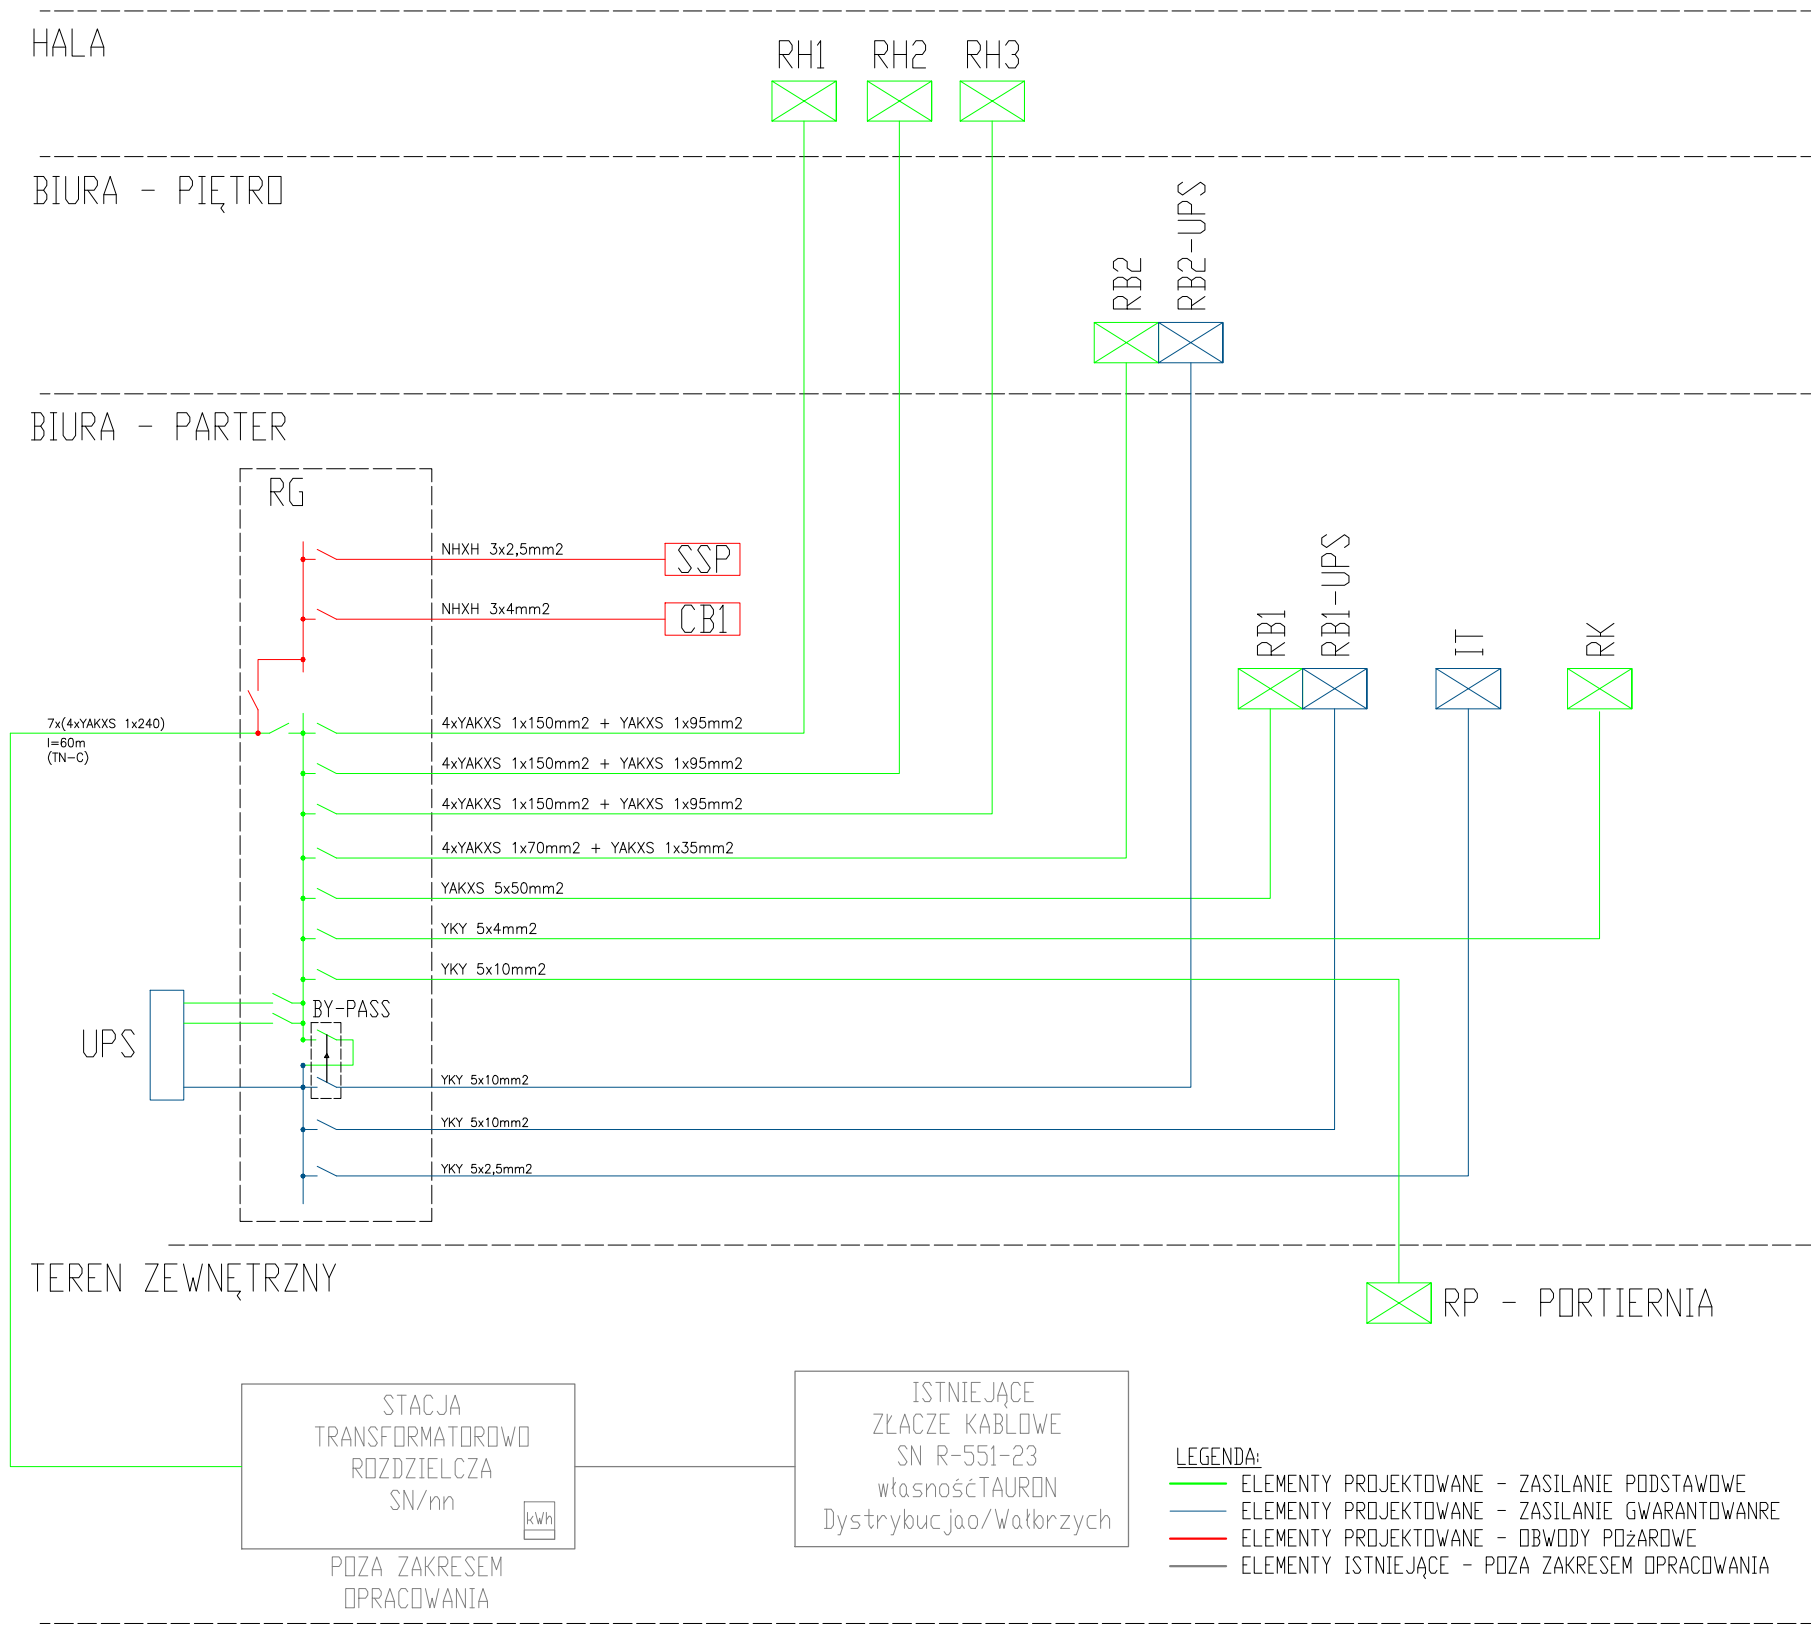 HALA
RH1
RH2
RH3
BIURA - PIĘTRO
RB2
RB2-UPS
BIURA - PARTER
RG
NHXH 3x2,5mm2
SSP
NHXH 3x4mm2
CB1
RB1
RB1-UPS
IT
RK
7x(4xYAKXS 1x240)
l=60m
(TN-C)
4xYAKXS 1x150mm2 + YAKXS 1x95mm2
4xYAKXS 1x150mm2 + YAKXS 1x95mm2
4xYAKXS 1x150mm2 + YAKXS 1x95mm2
4xYAKXS 1x70mm2 + YAKXS 1x35mm2
YAKXS 5x50mm2
YKY 5x4mm2
YKY 5x10mm2
BY-PASS
UPS
YKY 5x10mm2
YKY 5x10mm2
YKY 5x2,5mm2
TEREN ZEWNĘTRZNY
RP - PORTIERNIA
STACJA
TRANSFORMATOROWO
ROZDZIELCZA
SN/nn
kWh
POZA ZAKRESEM
OPRACOWANIA
ISTNIEJĄCE
ZŁACZE KABLOWE
SN R-551-23
własnośćTAURON
Dystrybucjao/Wałbrzych
LEGENDA:
ELEMENTY PROJEKTOWANE - ZASILANIE PODSTAWOWE
ELEMENTY PROJEKTOWANE - ZASILANIE GWARANTOWANRE
ELEMENTY PROJEKTOWANE - OBWODY POŻAROWE
ELEMENTY ISTNIEJĄCE - POZA ZAKRESEM OPRACOWANIA